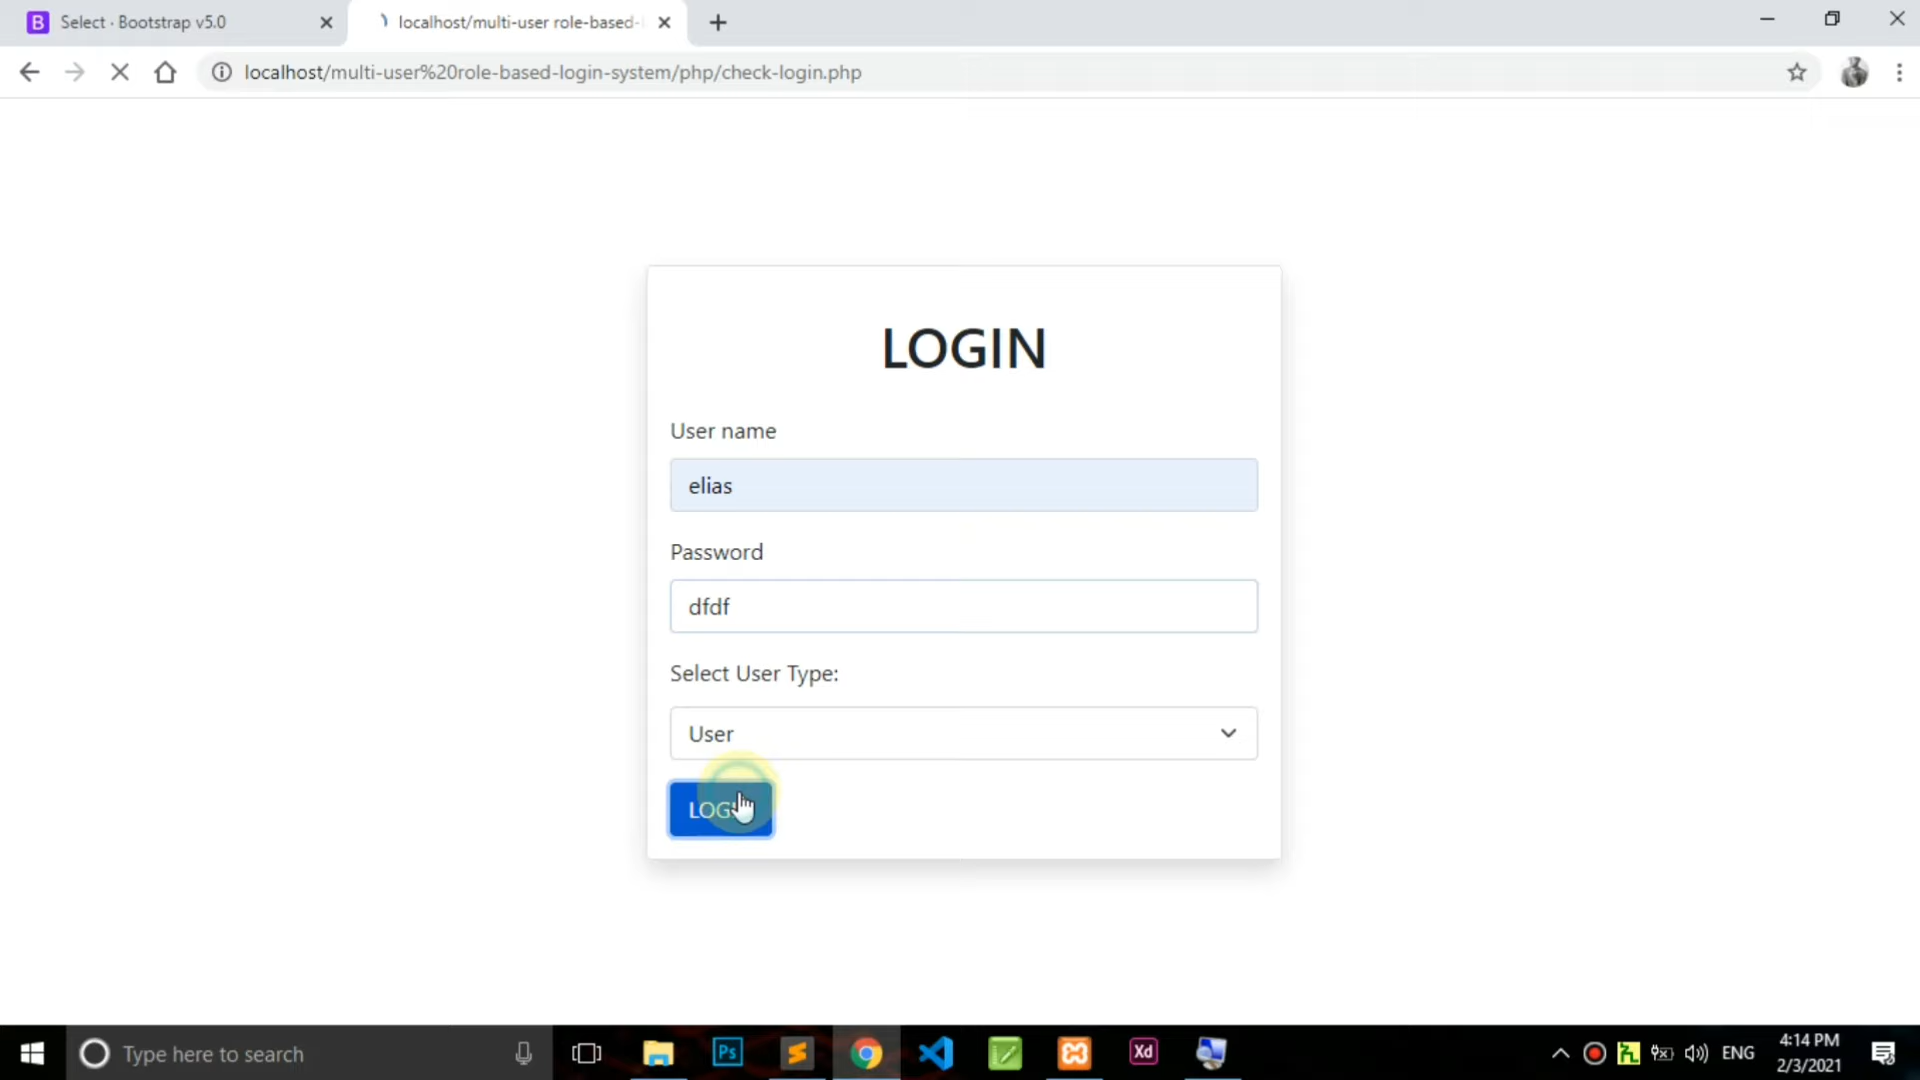 Select · Bootstrap v5.0
localhost/multi-user role-based-
localhost/multi-user%20role-based-login-system/php/check-login.php
LOGIN
User name
elias
Password
dfdf
Select User Type:
User
Type here to search
Ps
Xd
ENG
4:14 PM
2/3/2021